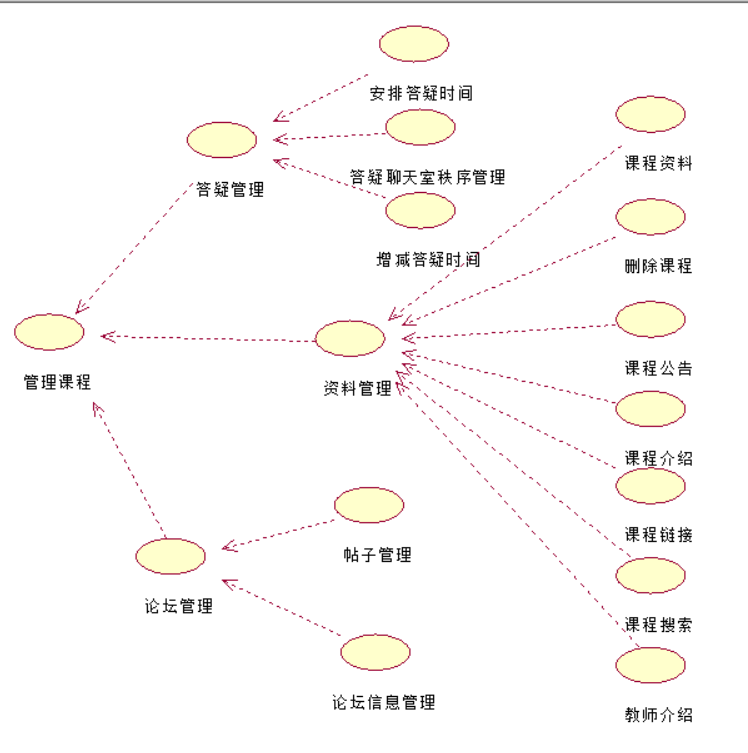 安排答疑时间
答疑聊天室秩序管理
答疑管理
增减答疑时间
课程资料
删除课程
课程公告
管理课程
资料管理
课程介绍
课程链接
帖子管理
论坛管理
课程搜索
论坛信息管理
教师介绍